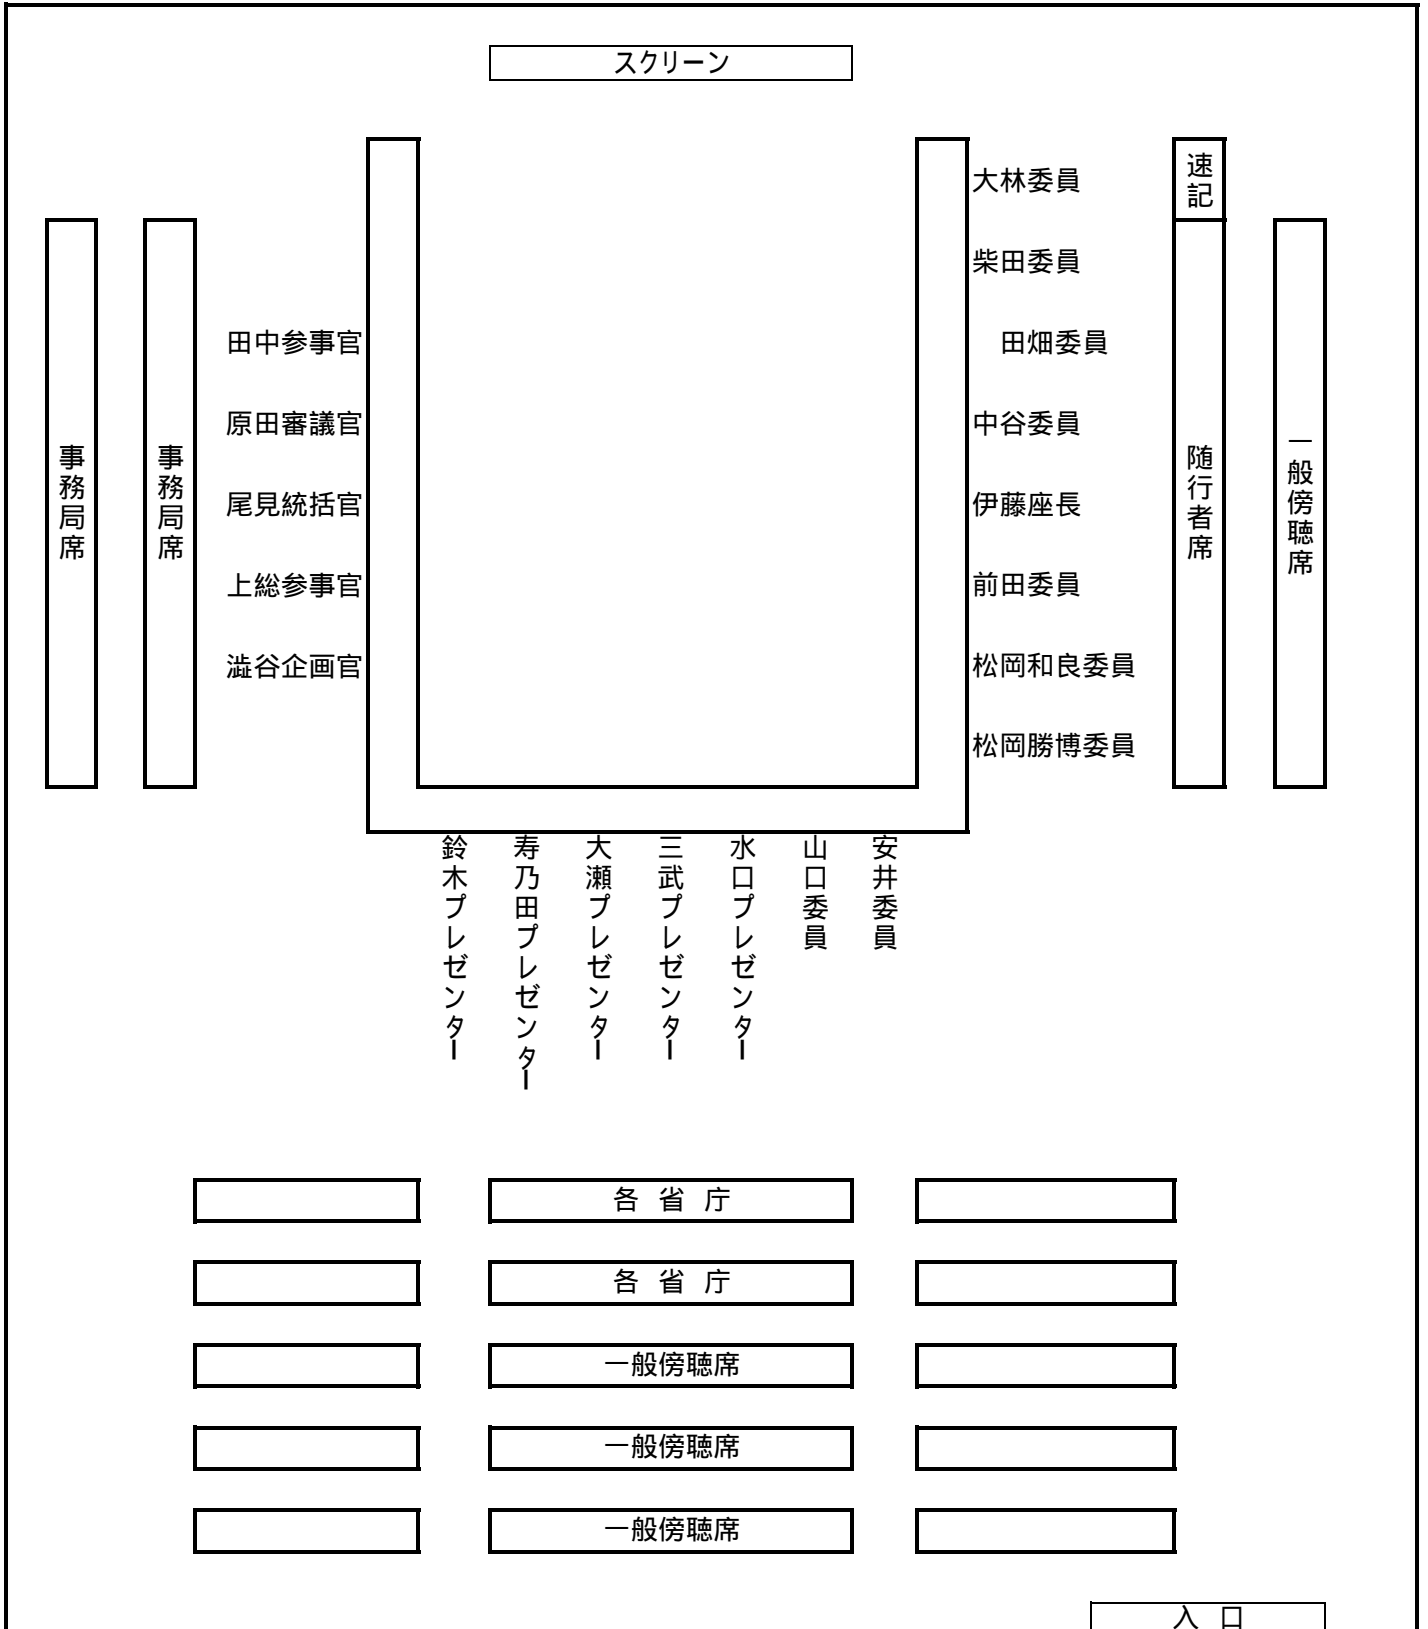 スクリーン
大林委員
速記
柴田委員
田中参事官
田畑委員
原田審議官
中谷委員
事務局席
事務局席
尾見統括官
伊藤座長
随行者席
一般傍聴席
上総参事官
前田委員
澁谷企画官
松岡和良委員
松岡勝博委員
鈴木プレゼンター
寿乃田プレゼンター
大瀬プレゼンター
三武プレゼンター
水口プレゼンター
山口委員
安井委員
各 省 庁
各 省 庁
一般傍聴席
一般傍聴席
一般傍聴席
入 口